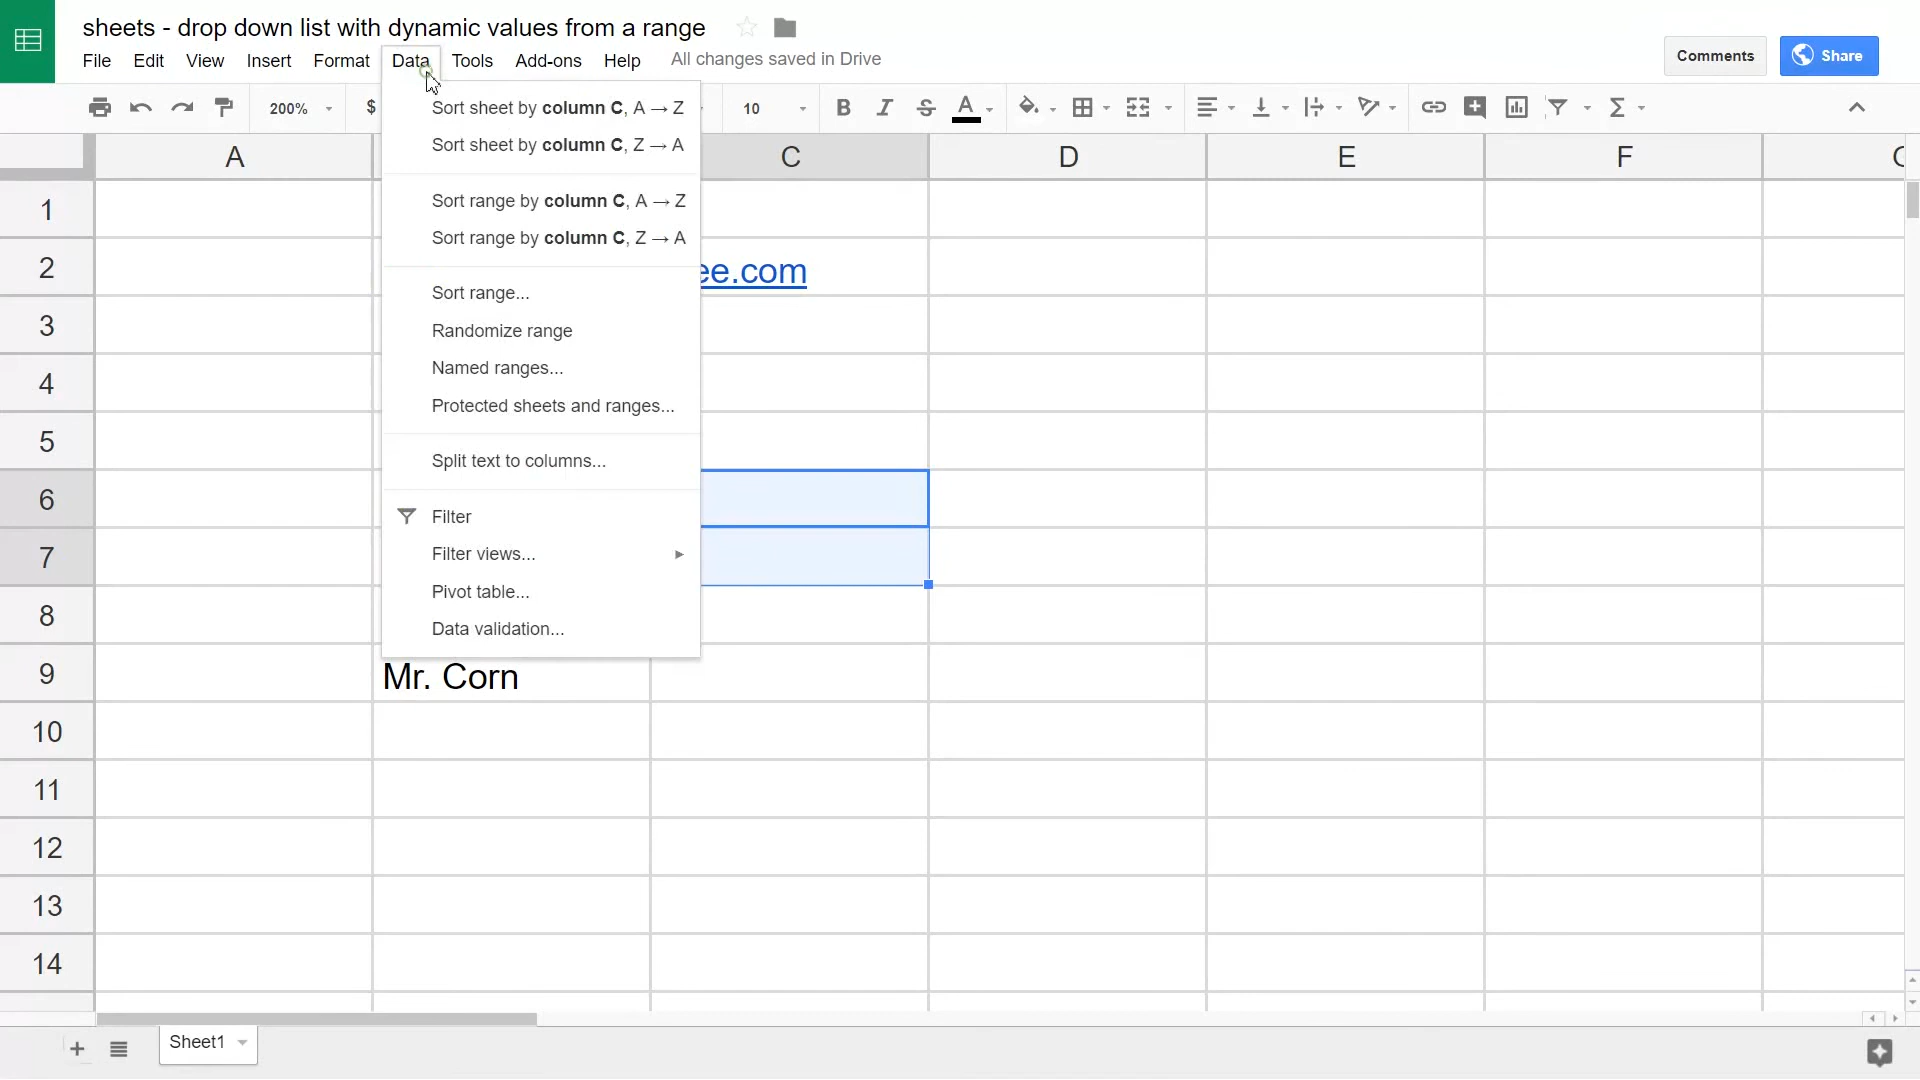 sheets - drop down list with dynamic values from a range
File Edit View Insert Format Data Tools Add-ons Help All changes saved in Drive
Comments Share
200% $ 10 B I S A Σ
Sort sheet by column C, A → Z
Sort sheet by column C, Z → A
Sort range by column C, A → Z
Sort range by column C, Z → A
Sort range...
Randomize range
Named ranges...
Protected sheets and ranges...
Split text to columns...
Filter
Filter views...
Pivot table...
Data validation...
A C D E F
1
2 ee.com
3
4
5
6
7
8
9 Mr. Corn
10
11
12
13
14
+ Sheet1